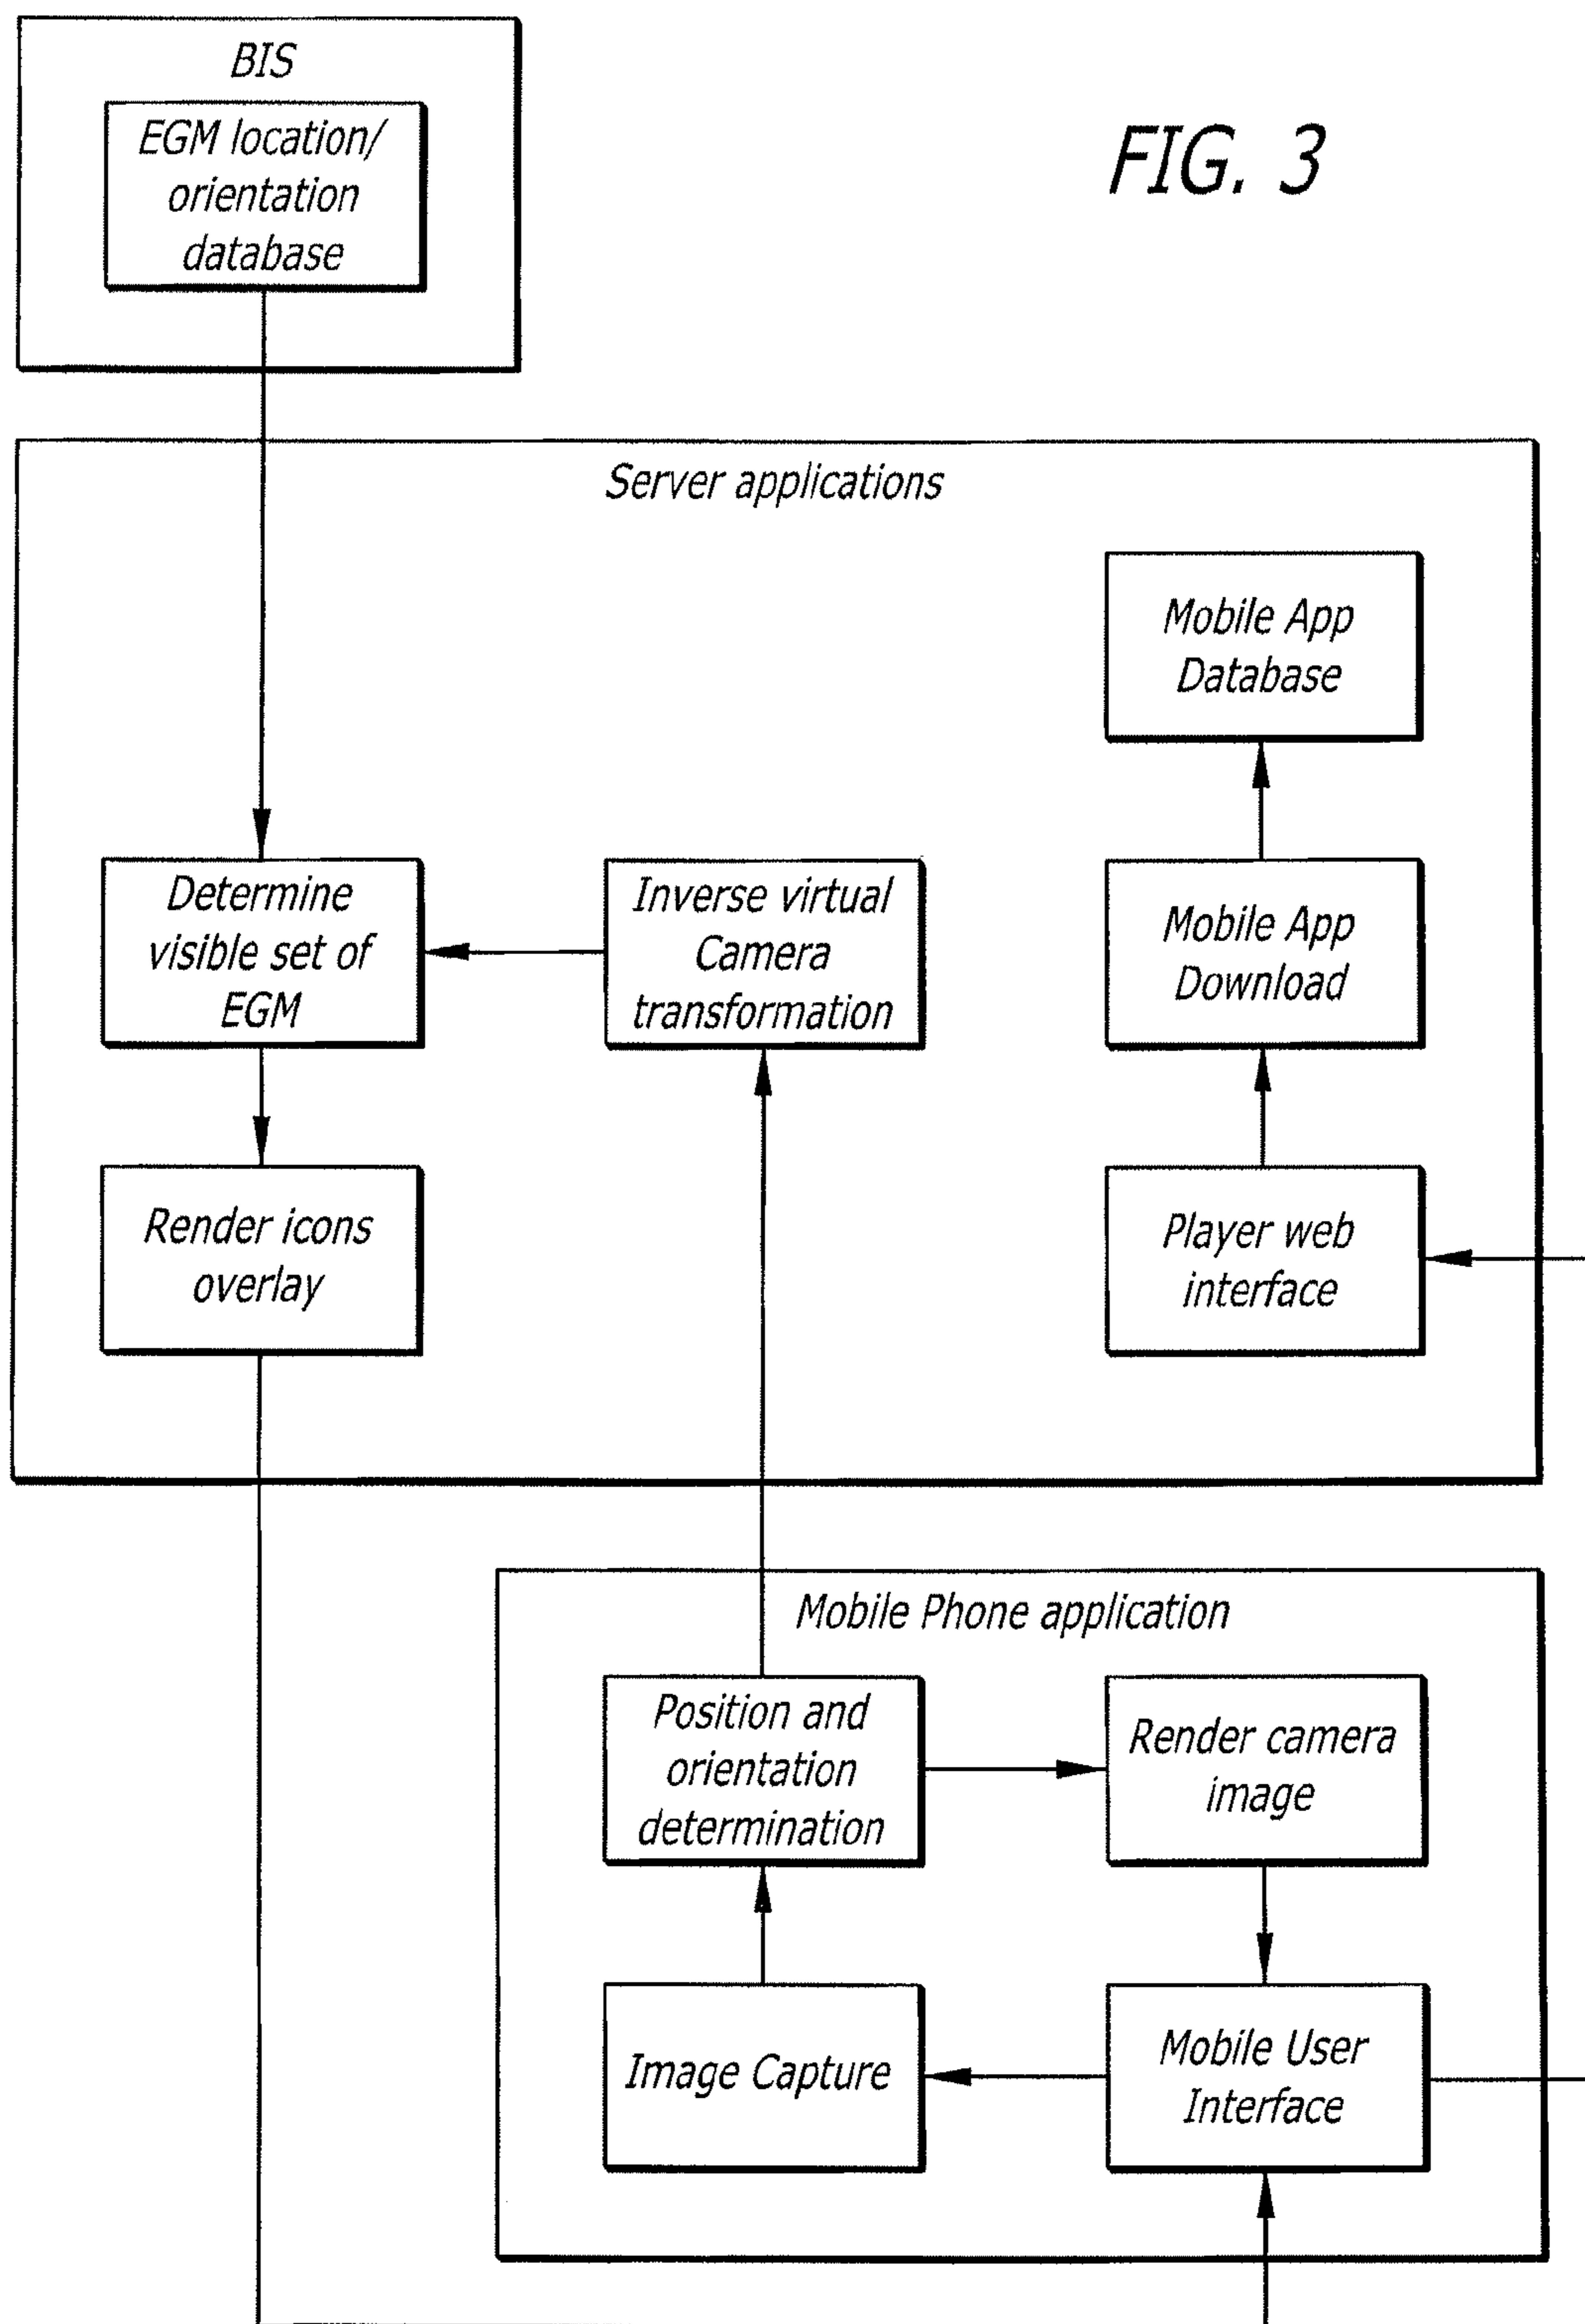 BIS
EGM location/
orientation
database
FIG. 3
Server applications
Mobile App
Database
Determine
visible set of
EGM
Inverse virtual
Camera
transformation
Mobile App
Download
Render icons
overlay
Player web
interface
Mobile Phone application
Position and
orientation
determination
Render camera
image
Image Capture
Mobile User
Interface